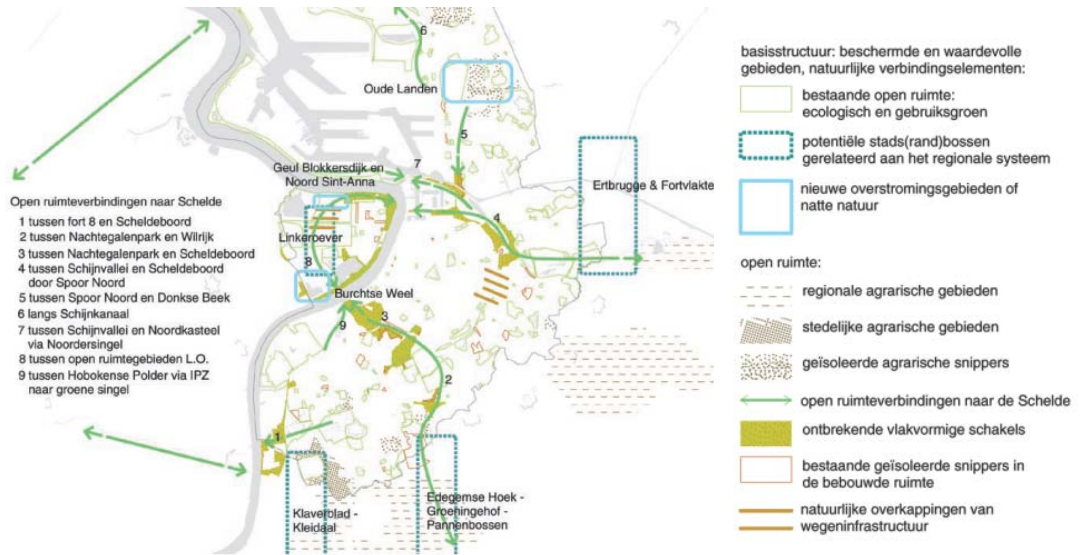 6
Oude Landen
5
Geul Blokkersdijk en
Noord Sint-Anna
7
Ertbrugge & Fortvlakte
4
Linkeroever
8
Burchtse Weel
3
9
2
1
Klaverblad -
Kleidaal
Edegemse Hoek -
Groeningehof -
Pannenbossen
Open ruimteverbindingen naar Schelde
1 tussen fort 8 en Scheldeboord
2 tussen Nachtegalenpark en Wilrijk
3 tussen Nachtegalenpark en Scheldeboord
4 tussen Schijnvallei en Scheldeboord
door Spoor Noord
5 tussen Spoor Noord en Donkse Beek
6 langs Schijnkanaal
7 tussen Schijnvallei en Noordkasteel
via Noordersingel
8 tussen open ruimtegebieden L.O.
9 tussen Hobokense Polder via IPZ
naar groene singel
basisstructuur: beschermde en waardevolle
gebieden, natuurlijke verbindingselementen:
bestaande open ruimte:
ecologisch en gebruiksgroen
potentiële stads(rand)bossen
gerelateerd aan het regionale systeem
nieuwe overstromingsgebieden of
natte natuur
open ruimte:
regionale agrarische gebieden
stedelijke agrarische gebieden
geïsoleerde agrarische snippers
open ruimteverbindingen naar de Schelde
ontbrekende vlakvormige schakels
bestaande geïsoleerde snippers in
de bebouwde ruimte
natuurlijke overkappingen van
wegeninfrastructuur